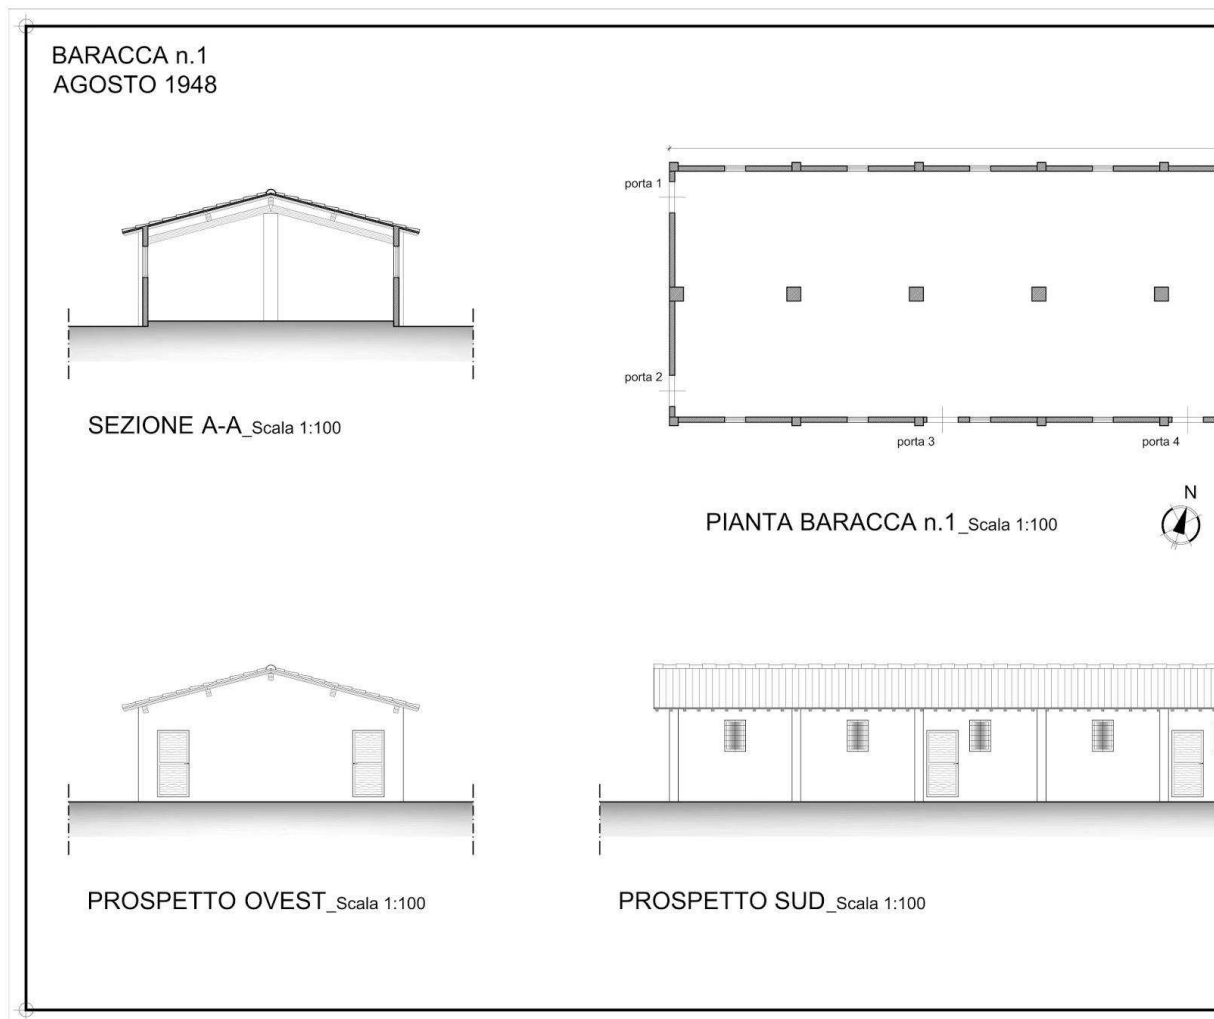 BARACCA n.1
AGOSTO 1948
porta 1
porta 2
porta 3
porta 4
SEZIONE A-A_Scala 1:100
PIANTA BARACCA n.1_Scala 1:100
N
PROSPETTO OVEST_Scala 1:100
PROSPETTO SUD_Scala 1:100